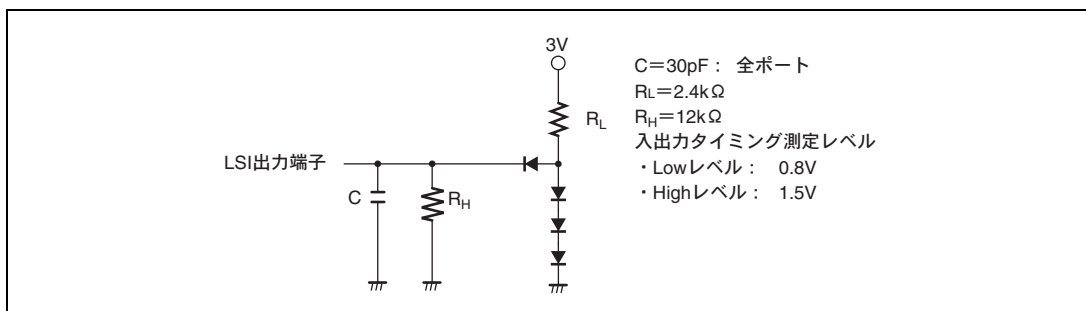 3V
C=30pF： 全ポート
RL=2.4kΩ
RH=12kΩ
入出力タイミング測定レベル
・Lowレベル： 0.8V
・Highレベル： 1.5V
RL
LSI出力端子
C
RH